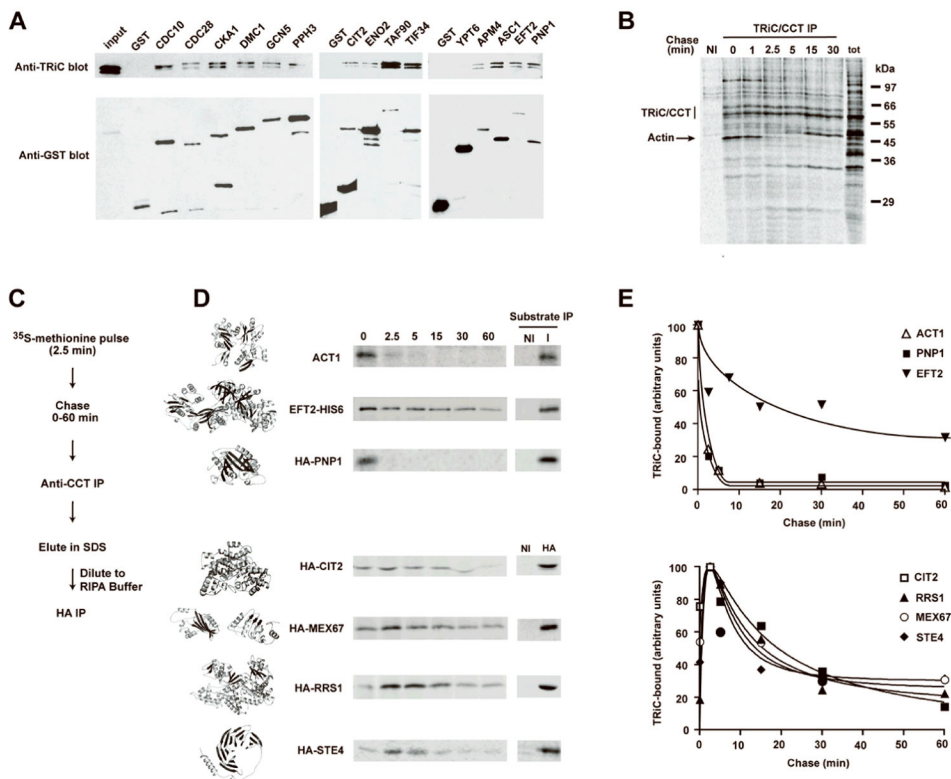 A
input GST CDC10 CDC28 CKA1 DMC1 GCN5 PPH3
GST CIT2 ENO2 TAF90 TIF34
GST YPT6 APM4 ASC1 EFT2 PNP1
Anti-TRiC blot
Anti-GST blot
B
TRiC/CCT IP
Chase (min) NI 0 1 2.5 5 15 30 tot
kDa
97
66
TRiC/CCT
55
Actin
45
36
29
C
35S-methionine pulse
(2.5 min)
Chase
0-60 min
Anti-CCT IP
Elute in SDS
Dilute to
RIPA Buffer
HA IP
D
Substrate IP
0 2.5 5 15 30 60 NI I
ACT1
EFT2-HIS6
HA-PNP1
NI HA
HA-CIT2
HA-MEX67
HA-RRS1
HA-STE4
E
TRiC-bound (arbitrary units)
100
80
60
40
20
0
ACT1
PNP1
EFT2
0 10 20 30 40 50 60
Chase (min)
TRiC-bound (arbitrary units)
100
80
60
40
20
0
CIT2
RRS1
MEX67
STE4
0 10 20 30 40 50 60
Chase (min)